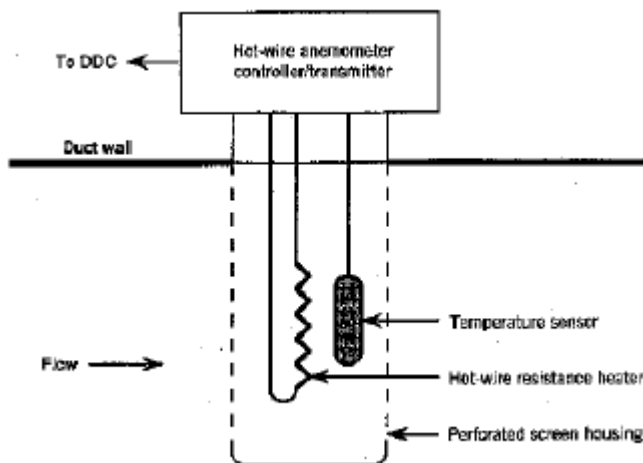 Hot-wire anemometer
controller/transmitter
To DDC
Duct wall
Temperature sensor
Flow
Hot-wire resistance heater
Perforated screen housing